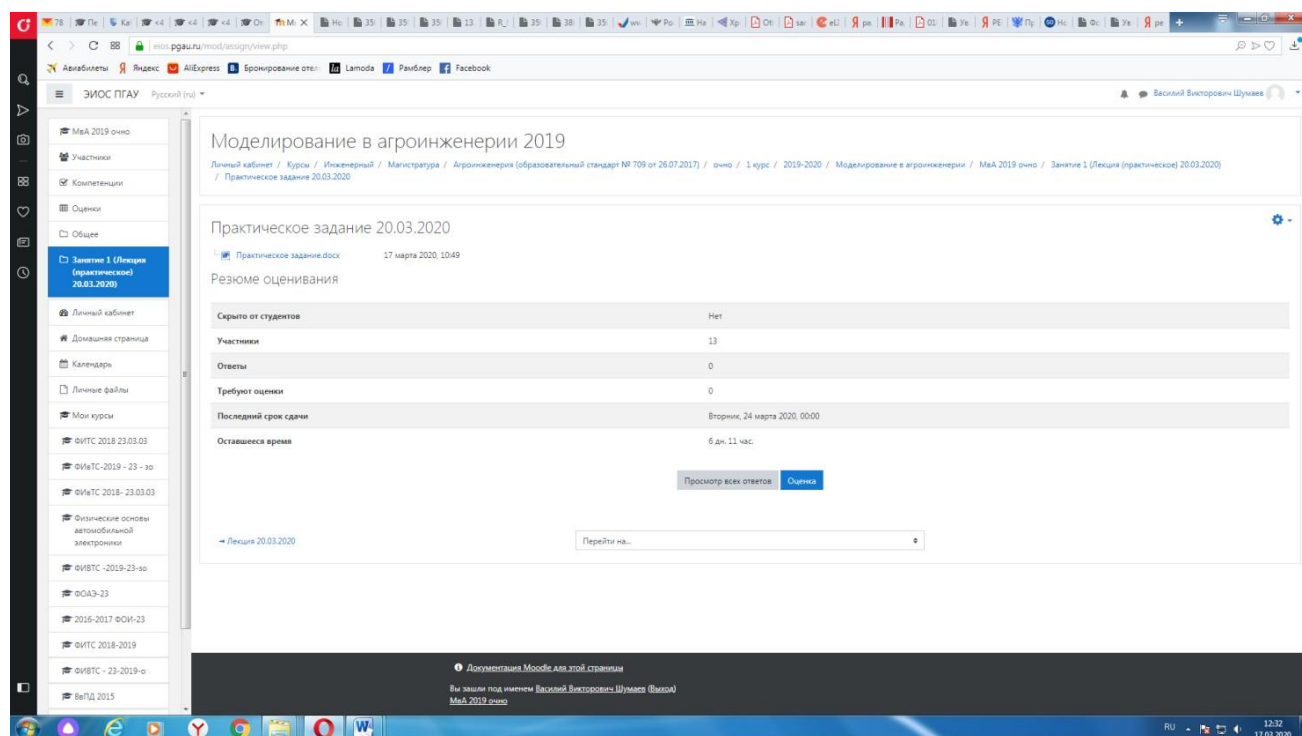 eios.pgau.ru/mod/assign/view.php
Авиабилеты Яндекс AliExpress Бронирование отел Lamoda Рамблер Facebook
ЭИОС ПГАУ Русский (ru)
Василий Викторович Шумаев
МвА 2019 очно
Участники
Компетенции
Оценки
Общее
Занятие 1 (Лекция
(практическое)
20.03.2020)
Личный кабинет
Домашняя страница
Календарь
Личные файлы
Мои курсы
ФИТС 2018 23.03.03
ФИвТС-2019 - 23 - зо
ФИвТС 2018- 23.03.03
Физические основы
автомобильной
электроники
ФИВТС -2019-23-зо
ФОАЭ-23
2016-2017 ФОИ-23
ФИТС 2018-2019
ФИВТС - 23-2019-о
ВвПД 2015
Моделирование в агроинженерии 2019
Личный кабинет / Курсы / Инженерный / Магистратура / Агроинженерия (образовательный стандарт № 709 от 26.07.2017) / очно / 1 курс / 2019-2020 / Моделирование в агроинженерии / МвА 2019 очно / Занятие 1 (Лекция (практическое) 20.03.2020)
/ Практическое задание 20.03.2020
Практическое задание 20.03.2020
Практическое задание.docx 17 марта 2020, 10:49
Резюме оценивания
Скрыто от студентов Нет
Участники 13
Ответы 0
Требуют оценки 0
Последний срок сдачи Вторник, 24 марта 2020, 00:00
Оставшееся время 6 дн. 11 час.
Просмотр всех ответов Оценка
Лекция 20.03.2020 Перейти на...
Документация Moodle для этой страницы
Вы зашли под именем Василий Викторович Шумаев (Выход)
МвА 2019 очно
RU 12:32
17.03.2020